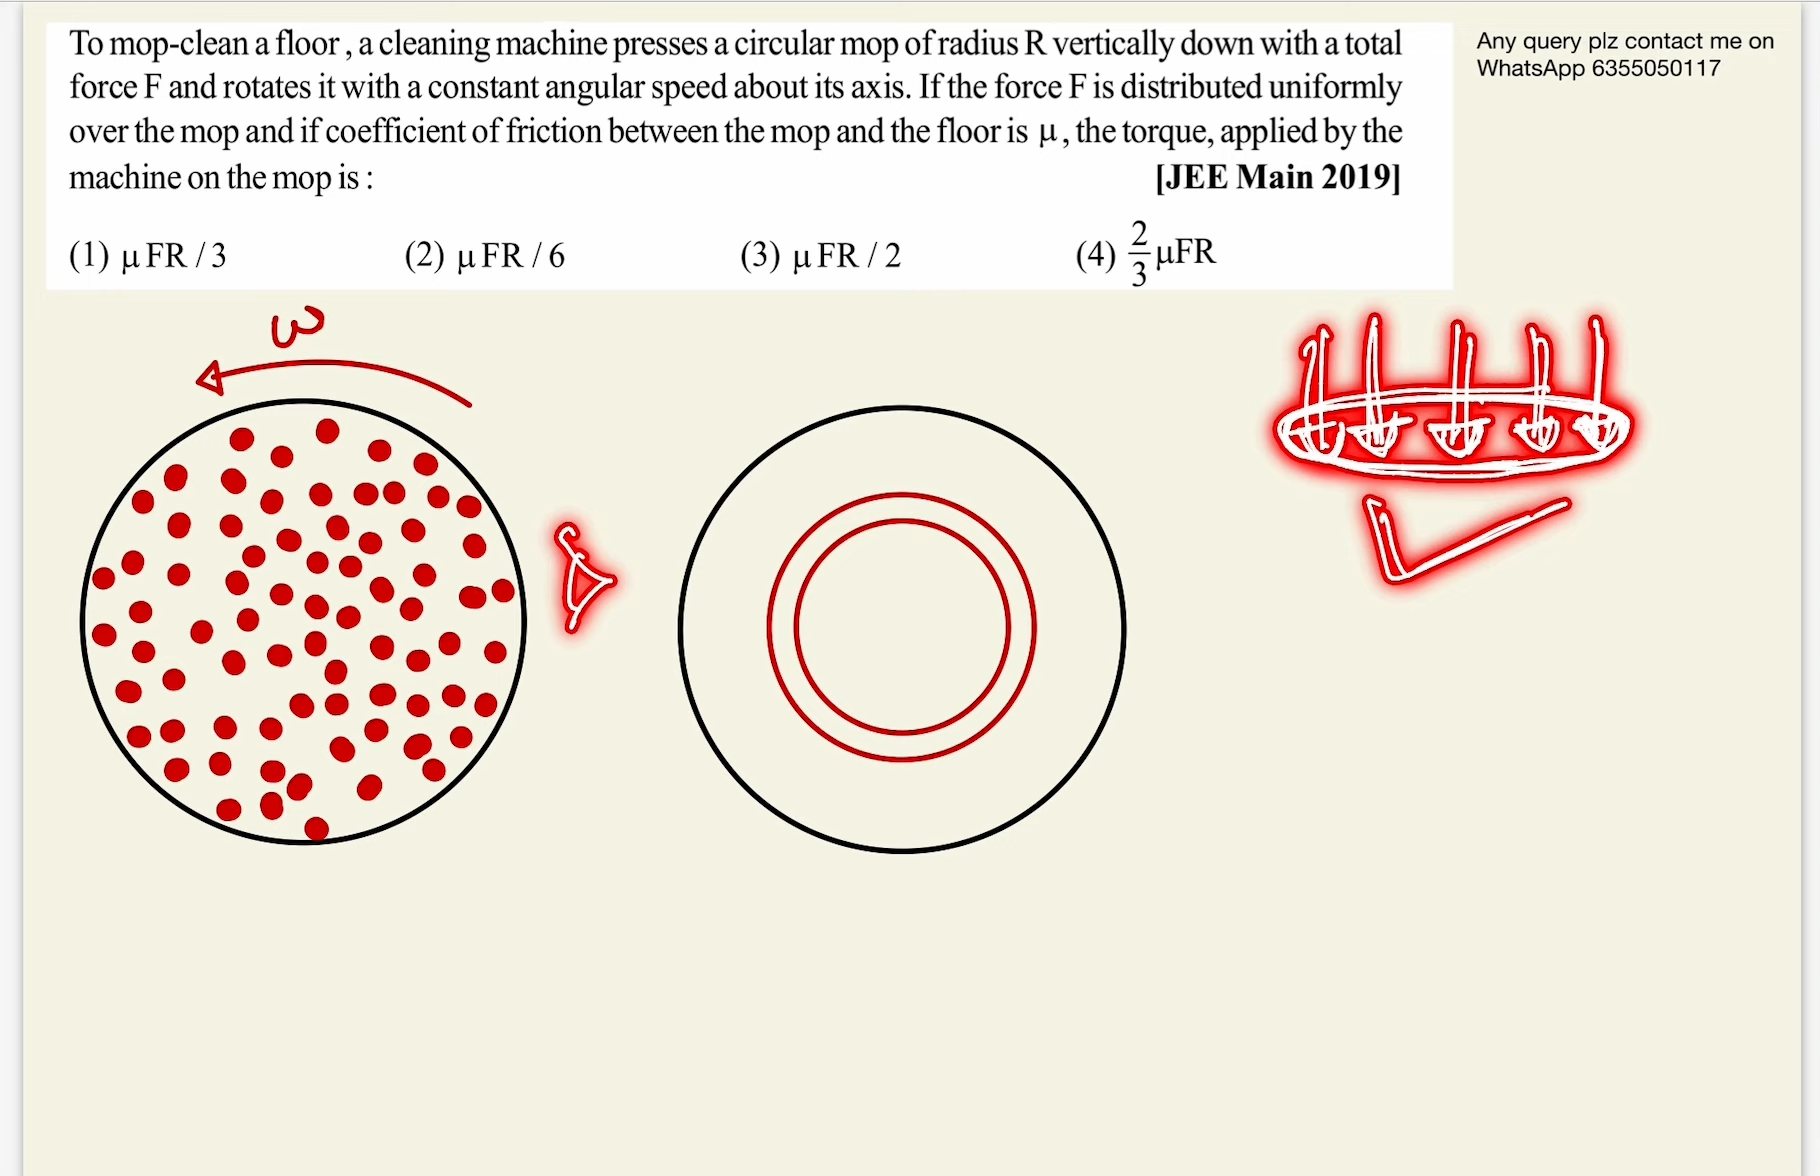 To mop-clean a floor, a cleaning machine presses a circular mop of radius R vertically down with a total
force F and rotates it with a constant angular speed about its axis. If the force F is distributed uniformly
over the mop and if coefficient of friction between the mop and the floor is μ, the torque, applied by the
machine on the mop is :
[JEE Main 2019]
(1) μ FR / 3 (2) μ FR / 6 (3) μ FR / 2 (4) 2/3 μFR
Any query plz contact me on
WhatsApp 6355050117
ω